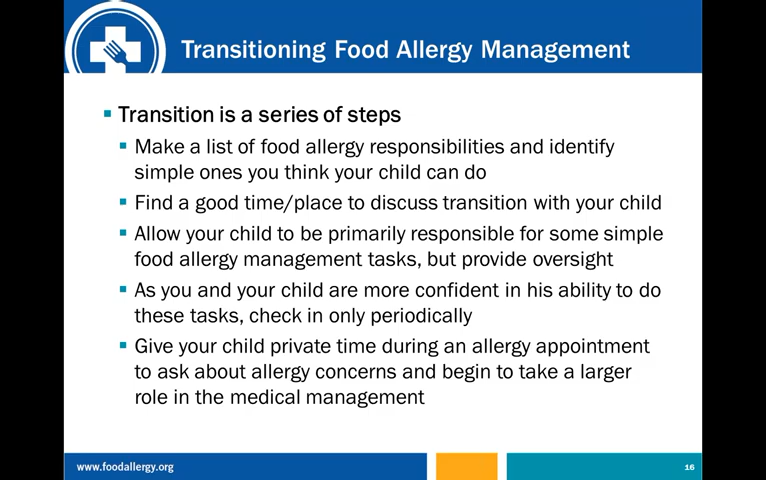 Transitioning Food Allergy Management
Transition is a series of steps
Make a list of food allergy responsibilities and identify
simple ones you think your child can do
Find a good time/place to discuss transition with your child
Allow your child to be primarily responsible for some simple
food allergy management tasks, but provide oversight
As you and your child are more confident in his ability to do
these tasks, check in only periodically
Give your child private time during an allergy appointment
to ask about allergy concerns and begin to take a larger
role in the medical management
www.foodallergy.org
16